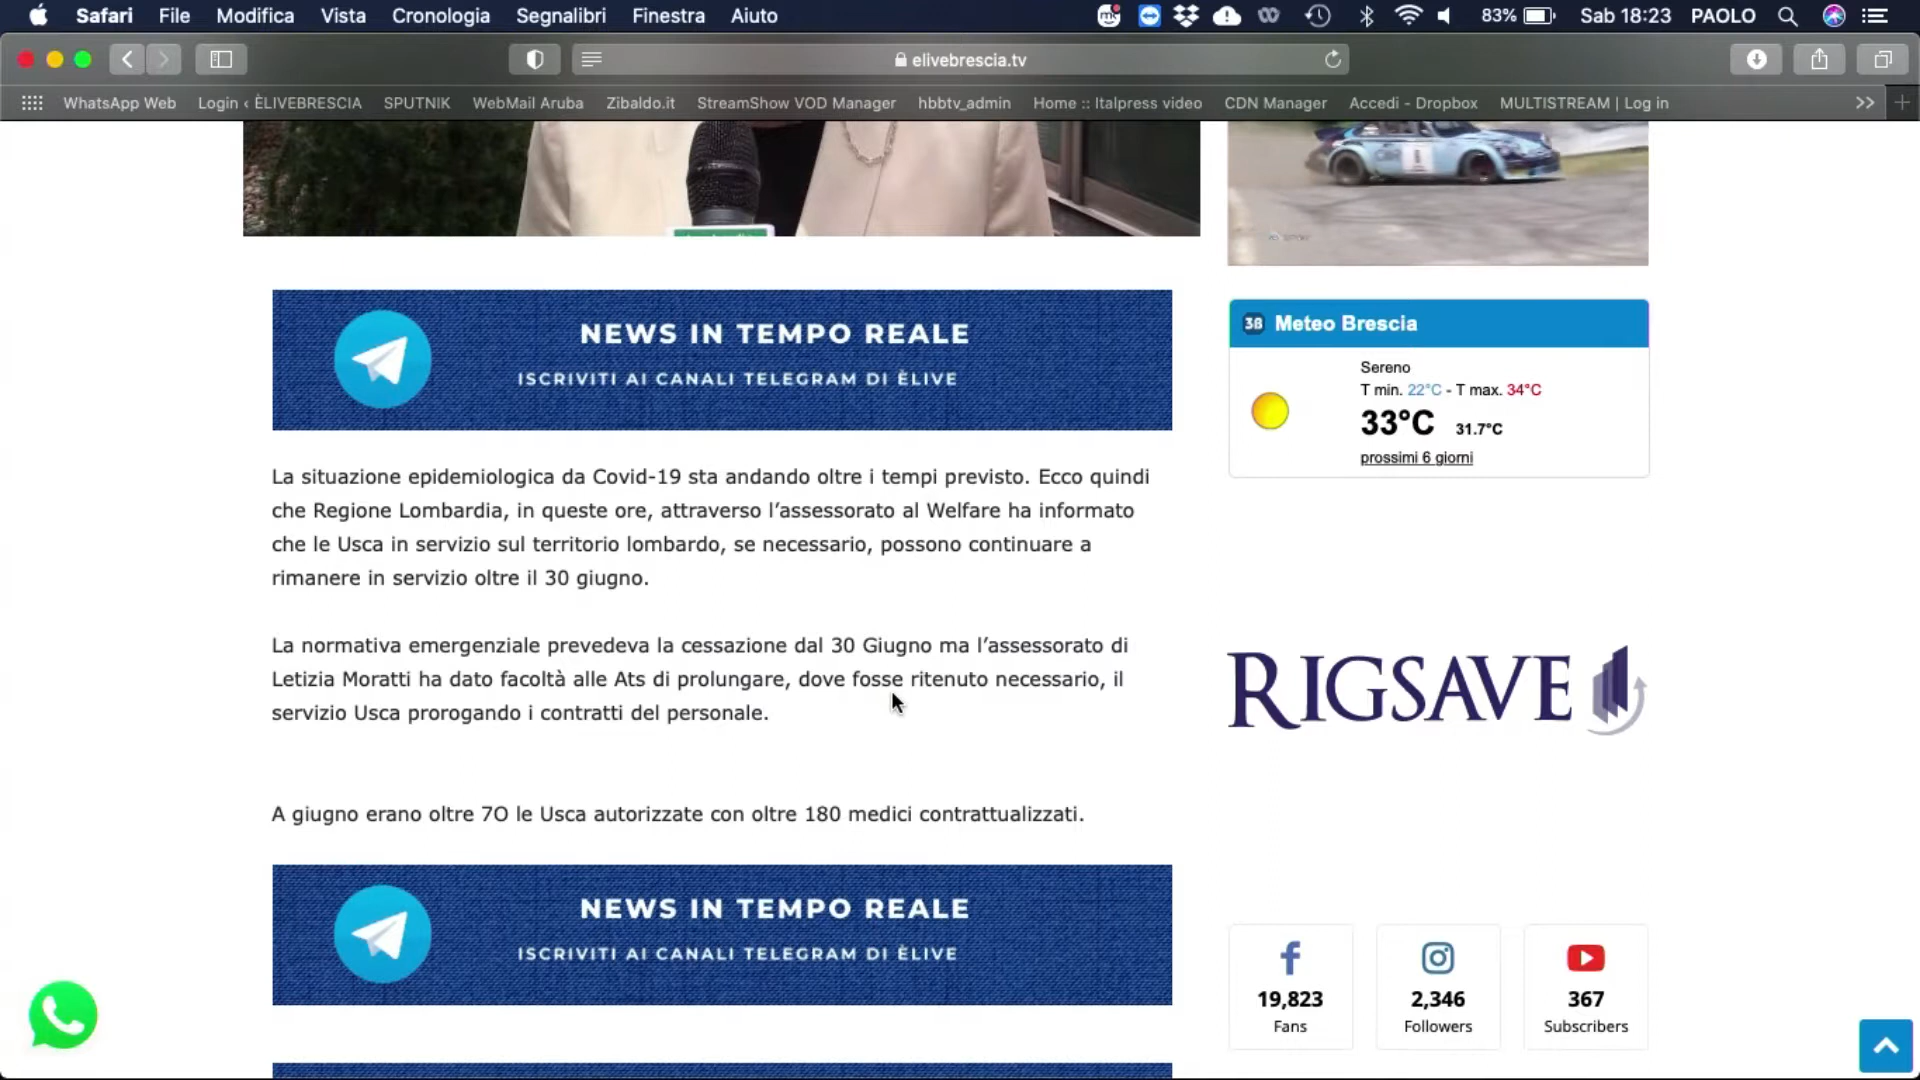 Safari File Modifica Vista Cronologia Segnalibri Finestra Aiuto 83% Sab 18:23 PAOLO
elivebrescia.tv
WhatsApp Web Login ‹ ÈLIVEBRESCIA SPUTNIK WebMail Aruba Zibaldo.it StreamShow VOD Manager hbbtv_admin Home :: Italpress video CDN Manager Accedi - Dropbox MULTISTREAM | Log in >>
NEWS IN TEMPO REALE
ISCRIVITI AI CANALI TELEGRAM DI ÈLIVE
La situazione epidemiologica da Covid-19 sta andando oltre i tempi previsto. Ecco quindi
che Regione Lombardia, in queste ore, attraverso l’assessorato al Welfare ha informato
che le Usca in servizio sul territorio lombardo, se necessario, possono continuare a
rimanere in servizio oltre il 30 giugno.
La normativa emergenziale prevedeva la cessazione dal 30 Giugno ma l’assessorato di
Letizia Moratti ha dato facoltà alle Ats di prolungare, dove fosse ritenuto necessario, il
servizio Usca prorogando i contratti del personale.
A giugno erano oltre 7O le Usca autorizzate con oltre 180 medici contrattualizzati.
NEWS IN TEMPO REALE
ISCRIVITI AI CANALI TELEGRAM DI ÈLIVE
3B Meteo Brescia
Sereno
T min. 22°C - T max. 34°C
33°C 31.7°C
prossimi 6 giorni
RIGSAVE
19,823 2,346 367
Fans Followers Subscribers